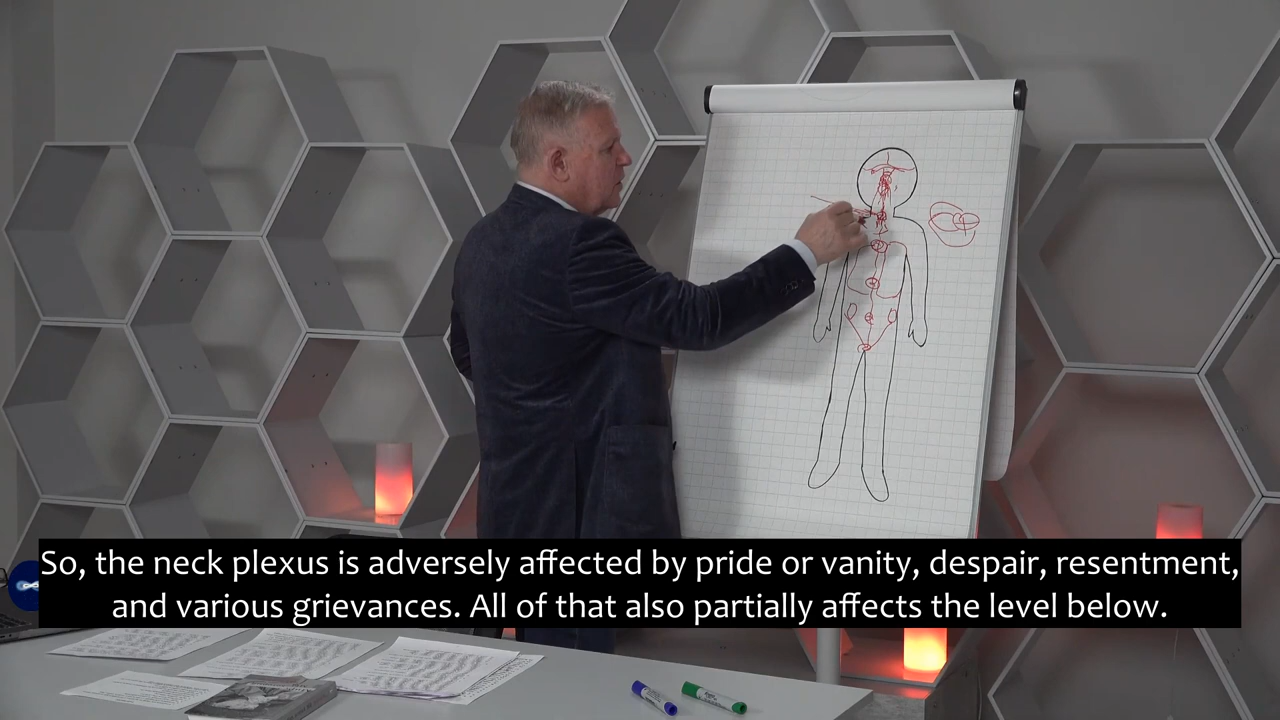 So, the neck plexus is adversely affected by pride or vanity, despair, resentment,
and various grievances. All of that also partially affects the level below.